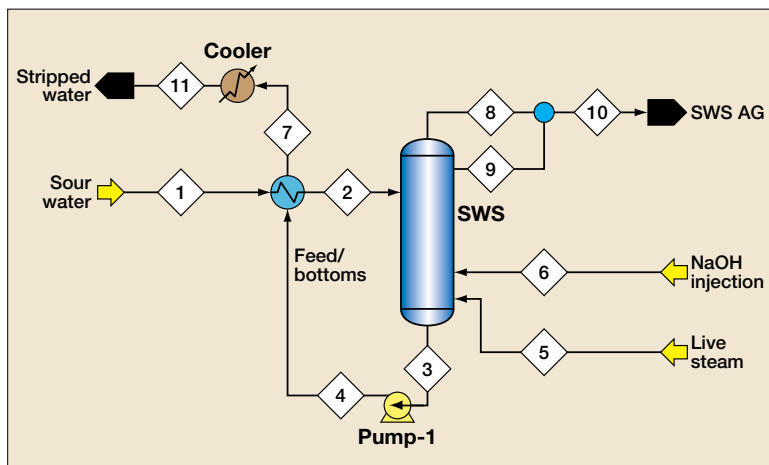 Cooler
Stripped
water
11
8
10
SWS AG
7
9
Sour
water
1
2
SWS
Feed/
bottoms
6
NaOH
injection
5
Live
steam
3
4
Pump-1